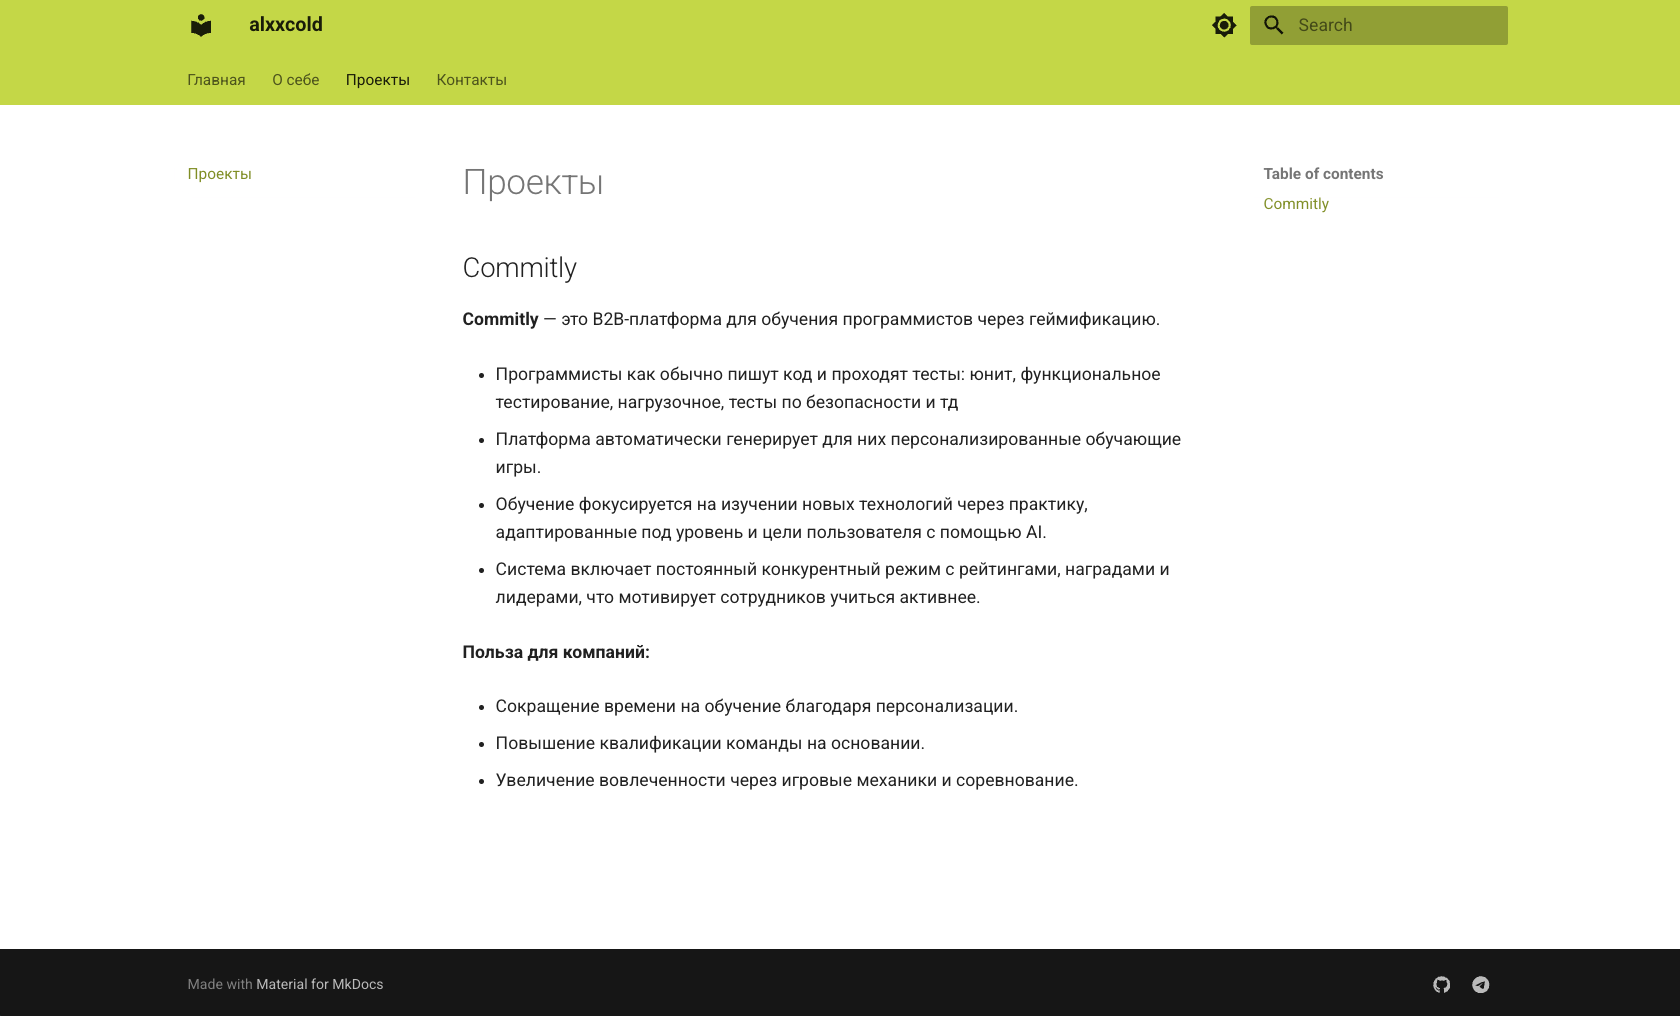 alxxcold
Search
Главная О себе Проекты Контакты
Проекты
Проекты
Table of contents
Commitly
Commitly
Commitly — это B2B-платформа для обучения программистов через геймификацию.
Программисты как обычно пишут код и проходят тесты: юнит, функциональное
тестирование, нагрузочное, тесты по безопасности и тд
Платформа автоматически генерирует для них персонализированные обучающие
игры.
Обучение фокусируется на изучении новых технологий через практику,
адаптированные под уровень и цели пользователя с помощью AI.
Система включает постоянный конкурентный режим с рейтингами, наградами и
лидерами, что мотивирует сотрудников учиться активнее.
Польза для компаний:
Сокращение времени на обучение благодаря персонализации.
Повышение квалификации команды на основании.
Увеличение вовлеченности через игровые механики и соревнование.
Made with Material for MkDocs